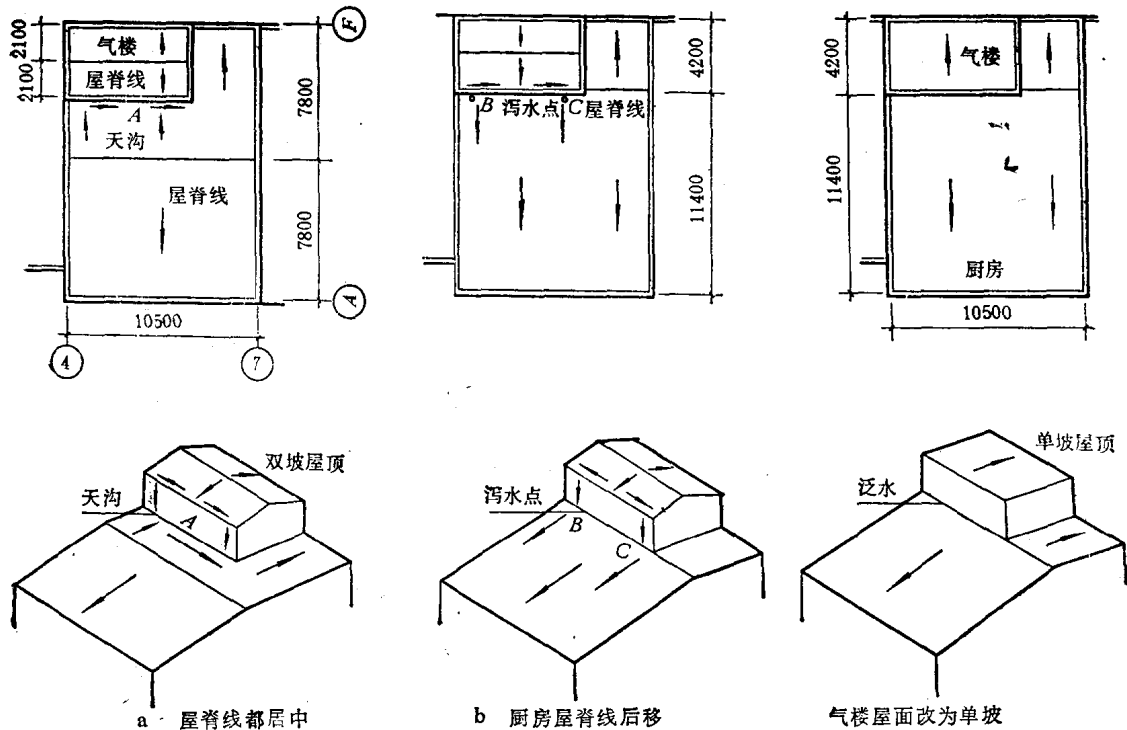 2100
2100
气楼
屋脊线
A
天沟
屋脊线
F
7800
7800
A
10500
4
7
B 泻水点 C 屋脊线
4200
11400
4200
11400
气楼
厨房
10500
双坡屋顶
天沟
A
泻水点
B
C
单坡屋顶
泛水
a 屋脊线都居中
b 厨房屋脊线后移
气楼屋面改为单坡